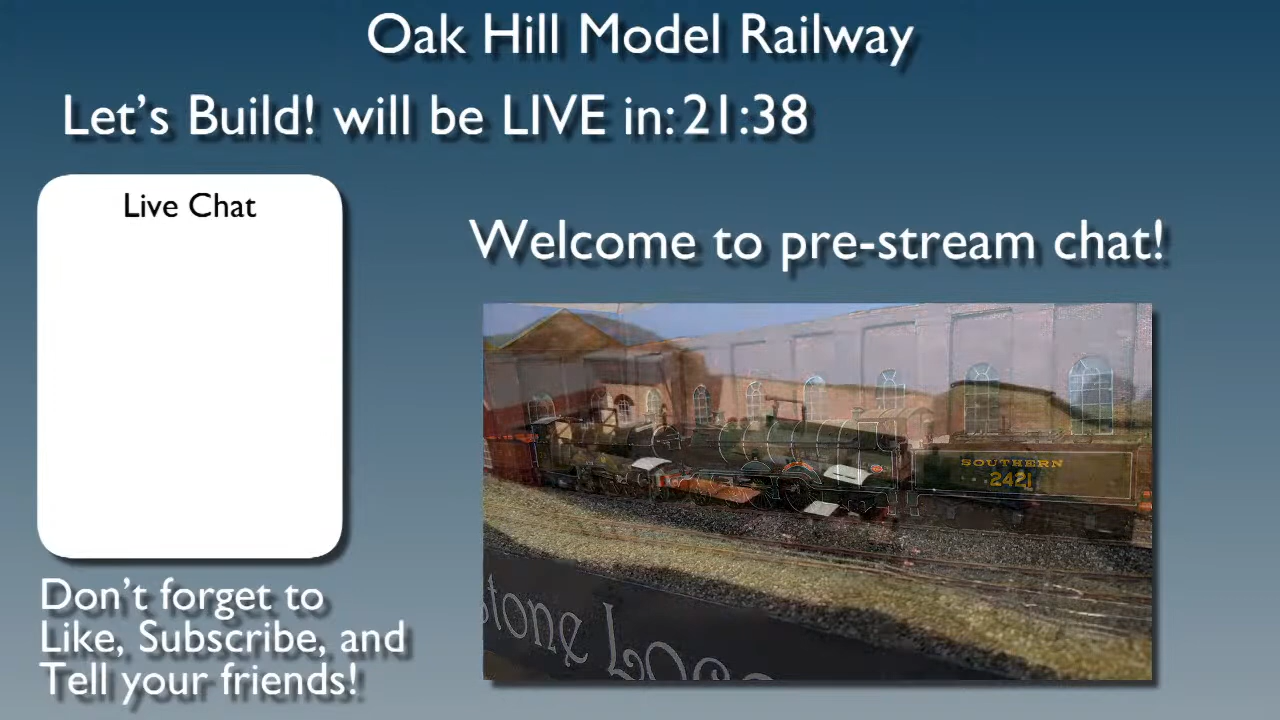 Oak Hill Model Railway
Let's Build! will be LIVE in: 21:38
Live Chat
Welcome to pre-stream chat!
SOUTHERN
2421
Don't forget to
Like, Subscribe, and
Tell your friends!